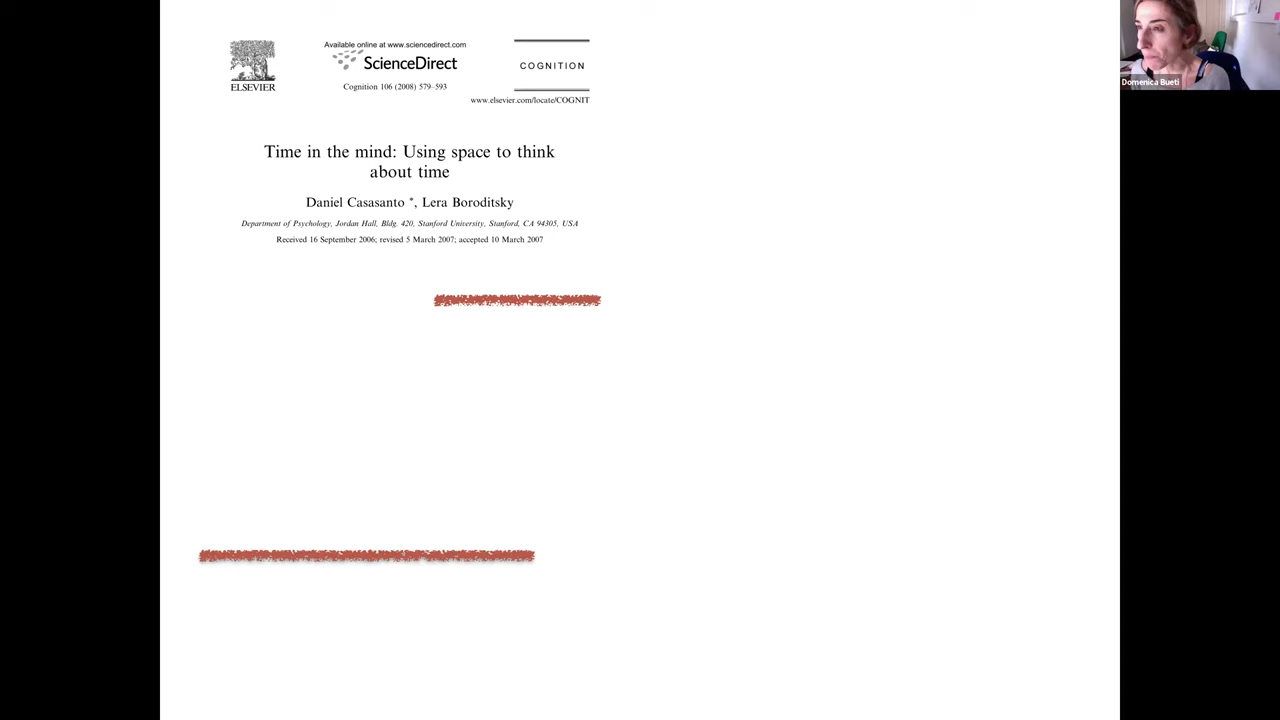 Available online at www.sciencedirect.com
ScienceDirect
COGNITION
ELSEVIER
Cognition 106 (2008) 579–593
www.elsevier.com/locate/COGNIT
Time in the mind: Using space to think
about time
Daniel Casasanto *, Lera Boroditsky
Department of Psychology, Jordan Hall, Bldg. 420, Stanford University, Stanford, CA 94305, USA
Received 16 September 2006; revised 5 March 2007; accepted 10 March 2007
Domenica Bueti